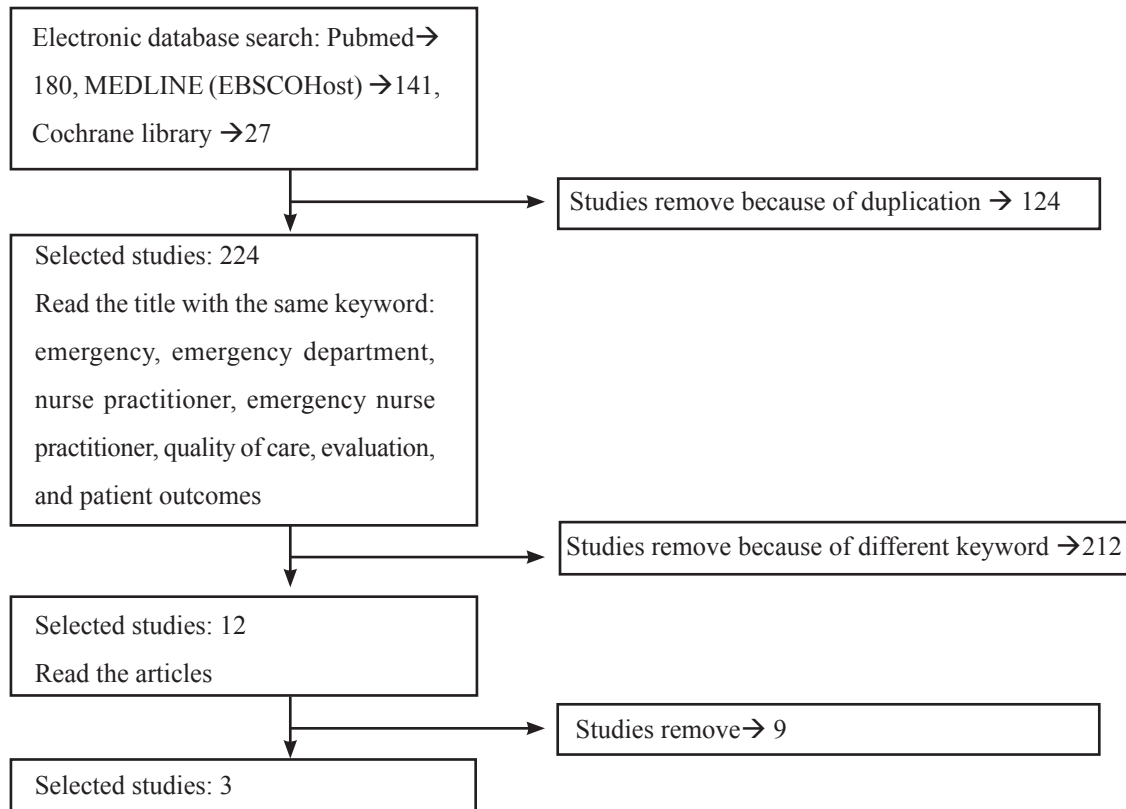 Electronic database search: Pubmed→
180, MEDLINE (EBSCOHost) →141,
Cochrane library →27
Studies remove because of duplication → 124
Selected studies: 224
Read the title with the same keyword:
emergency, emergency department,
nurse practitioner, emergency nurse
practitioner, quality of care, evaluation,
and patient outcomes
Studies remove because of different keyword →212
Selected studies: 12
Read the articles
Studies remove→ 9
Selected studies: 3